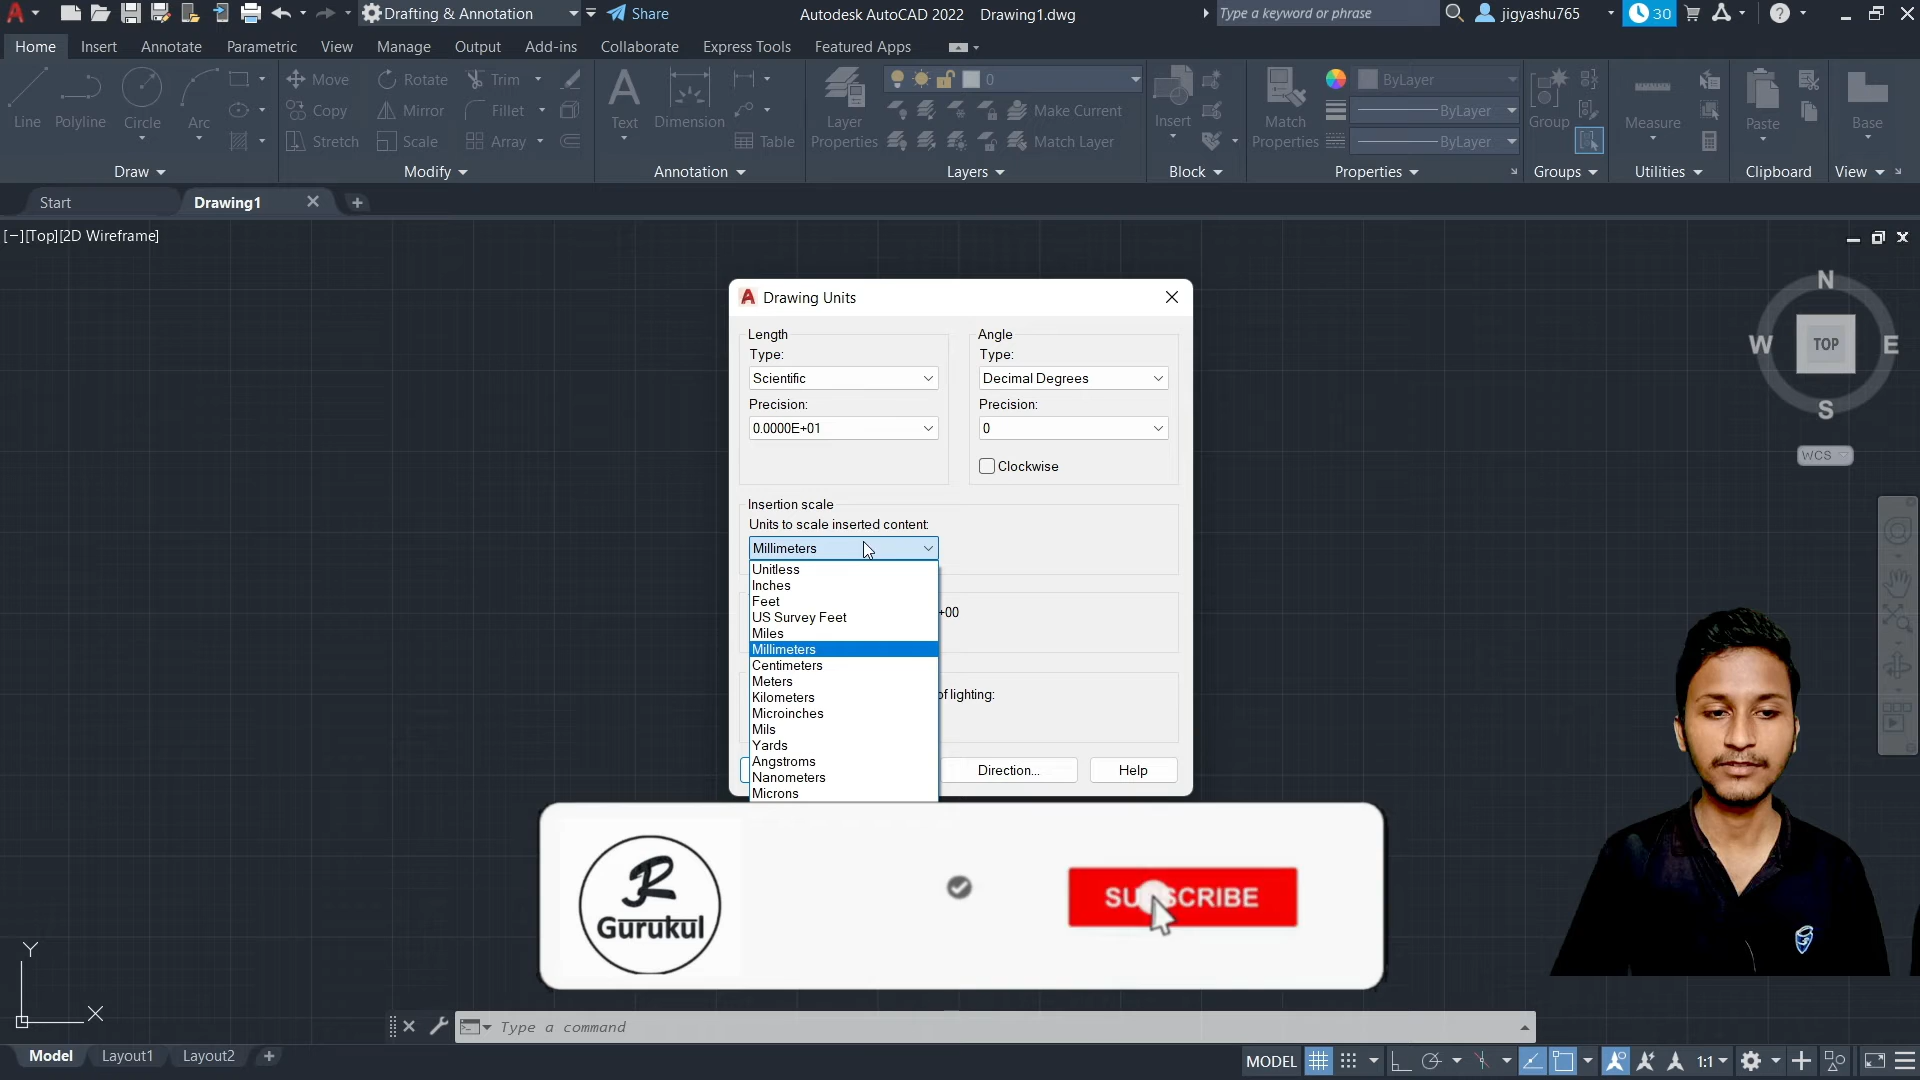 Drafting & Annotation
Share
Autodesk AutoCAD 2022 Drawing1.dwg
Type a keyword or phrase
jigyashu765
30
Home Insert Annotate Parametric View Manage Output Add-ins Collaborate Express Tools Featured Apps
Line
Polyline
Circle
Arc
Move Rotate Trim
Copy Mirror Fillet
Stretch Scale Array
Text
Dimension
Table
Layer
Properties
0
Make Current
Match Layer
Insert
Match
Properties
ByLayer
ByLayer
ByLayer
Group
Measure
Paste
Base
Draw Modify Annotation Layers Block Properties Groups Utilities Clipboard View
Start
Drawing1
[−][Top][2D Wireframe]
N
W TOP E
S
WCS
Drawing Units
Length
Type:
Scientific
Precision:
0.0000E+01
Angle
Type:
Decimal Degrees
Precision:
0
Clockwise
Insertion scale
Units to scale inserted content:
Millimeters
Unitless
Inches
Feet
US Survey Feet
Miles
Millimeters
Centimeters
Meters
Kilometers
Microinches
Mils
Yards
Angstroms
Nanometers
Microns
+00
of lighting:
Direction...
Help
R
Gurukul
SUBSCRIBE
Y
X
Type a command
Model Layout1 Layout2
MODEL
1:1